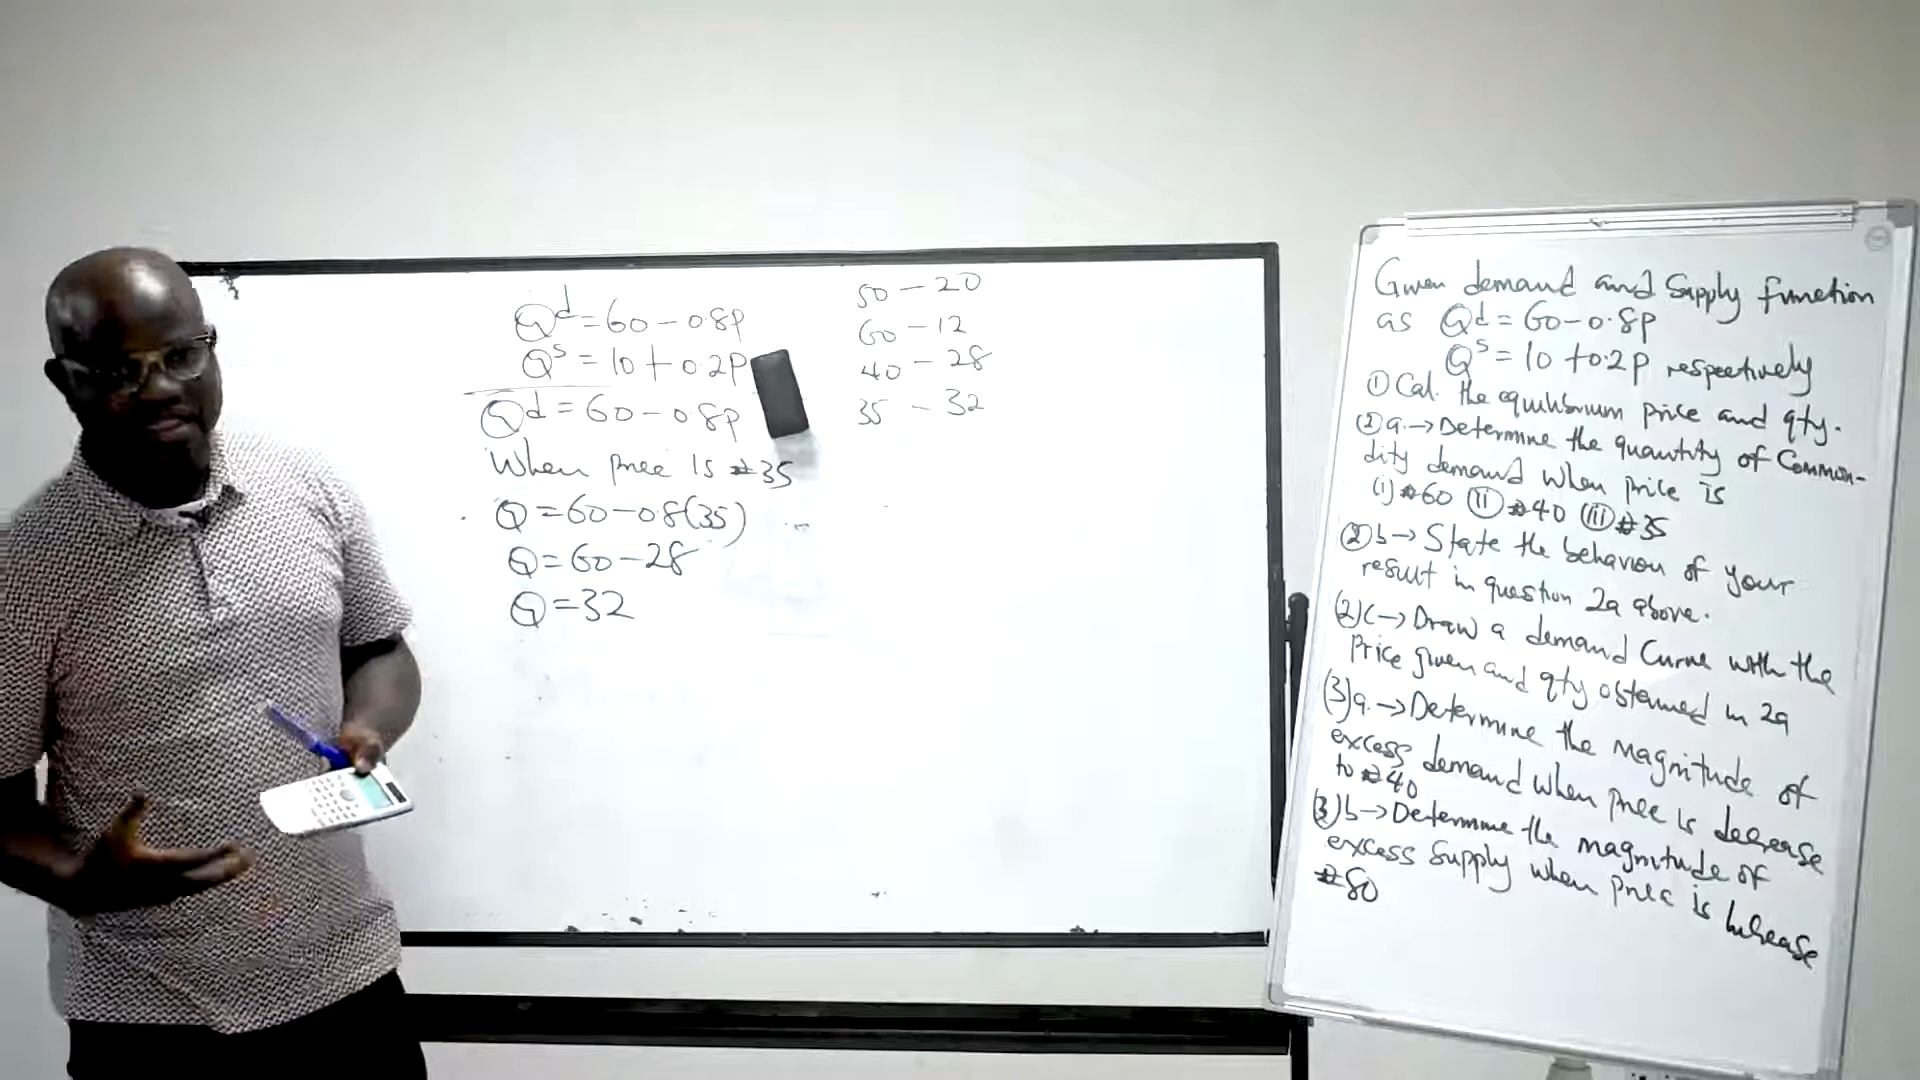 Qd = 60 - 0.8p
Qs = 10 + 0.2p
Qd = 60 - 0.8p
When price is ₦35
Q = 60 - 0.8(35)
Q = 60 - 28
Q = 32
50 - 20
60 - 12
40 - 28
35 - 32
Given demand and Supply function
as Qd = 60 - 0.8p
Qs = 10 + 0.2p respectively
① Cal. the equilibrium price and qty.
② a. → Determine the quantity of Common-
dity demand when price is
(i) ₦60 (ii) ₦40 (iii) ₦35
② b → State the behaviou of your
result in question 2a above.
(2) c → Draw a demand Curve with the
Price given and qty obtained in 2a
(3) a. → Determine the magnitude of
excess demand when price is decrease
to ₦40
(3) b → Determine the magnitude of
excess Supply when price is increase
₦80